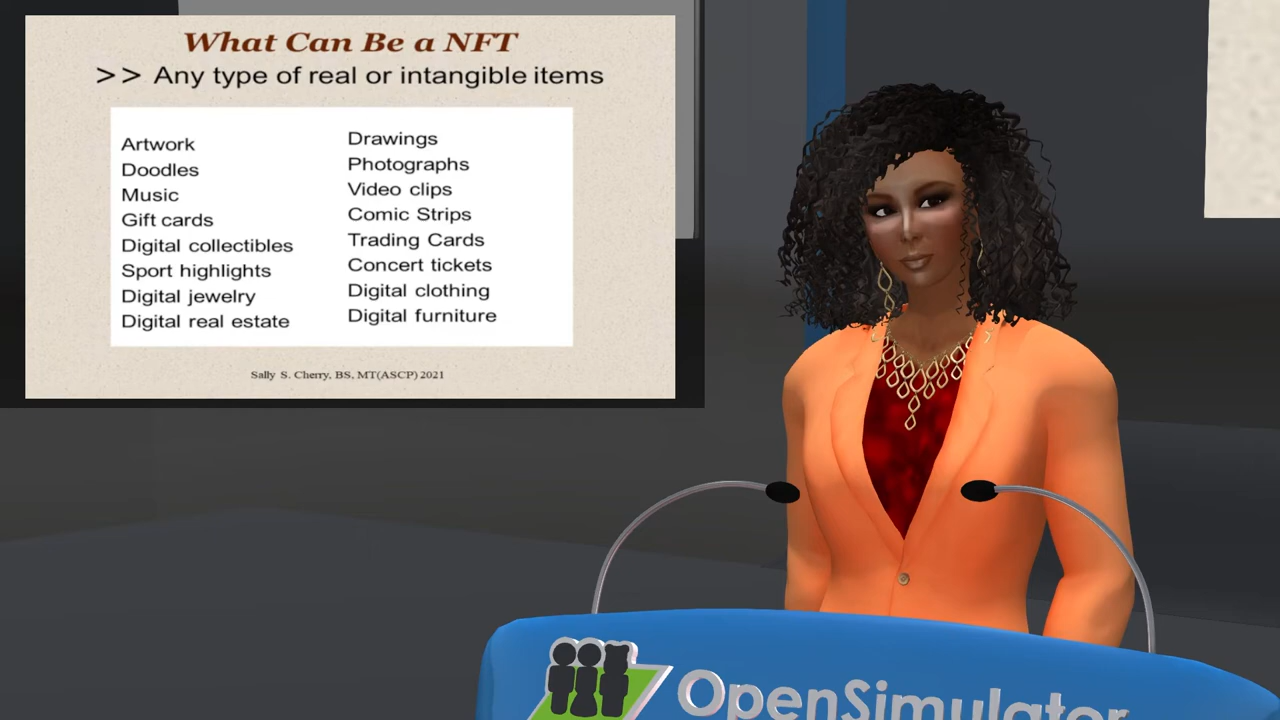 What Can Be a NFT
>> Any type of real or intangible items
Artwork
Doodles
Music
Gift cards
Digital collectibles
Sport highlights
Digital jewelry
Digital real estate
Drawings
Photographs
Video clips
Comic Strips
Trading Cards
Concert tickets
Digital clothing
Digital furniture
Sally S. Cherry, BS, MT(ASCP) 2021
OpenSimulator